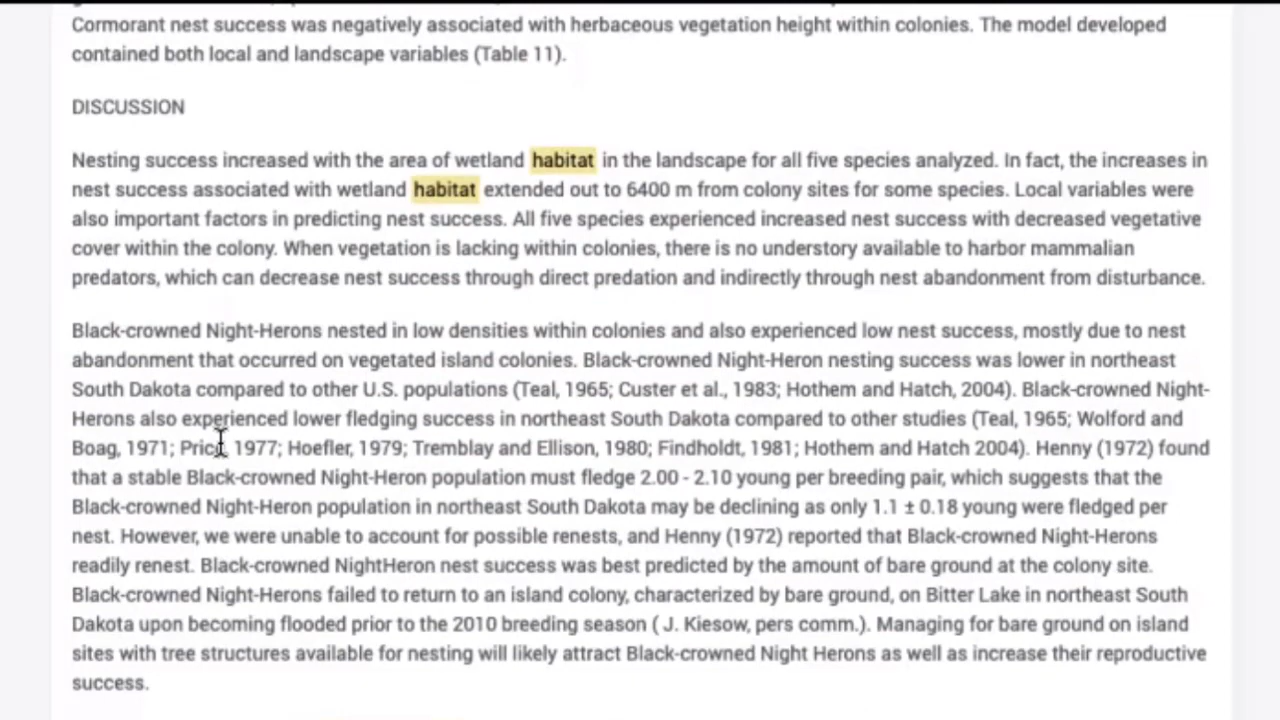 Cormorant nest success was negatively associated with herbaceous vegetation height within colonies. The model developed
contained both local and landscape variables (Table 11).
DISCUSSION
Nesting success increased with the area of wetland habitat in the landscape for all five species analyzed. In fact, the increases in
nest success associated with wetland habitat extended out to 6400 m from colony sites for some species. Local variables were
also important factors in predicting nest success. All five species experienced increased nest success with decreased vegetative
cover within the colony. When vegetation is lacking within colonies, there is no understory available to harbor mammalian
predators, which can decrease nest success through direct predation and indirectly through nest abandonment from disturbance.
Black-crowned Night-Herons nested in low densities within colonies and also experienced low nest success, mostly due to nest
abandonment that occurred on vegetated island colonies. Black-crowned Night-Heron nesting success was lower in northeast
South Dakota compared to other U.S. populations (Teal, 1965; Custer et al., 1983; Hothem and Hatch, 2004). Black-crowned Night-
Herons also experienced lower fledging success in northeast South Dakota compared to other studies (Teal, 1965; Wolford and
Boag, 1971; Price, 1977; Hoefler, 1979; Tremblay and Ellison, 1980; Findholdt, 1981; Hothem and Hatch 2004). Henny (1972) found
that a stable Black-crowned Night-Heron population must fledge 2.00 - 2.10 young per breeding pair, which suggests that the
Black-crowned Night-Heron population in northeast South Dakota may be declining as only 1.1 ± 0.18 young were fledged per
nest. However, we were unable to account for possible renests, and Henny (1972) reported that Black-crowned Night-Herons
readily renest. Black-crowned NightHeron nest success was best predicted by the amount of bare ground at the colony site.
Black-crowned Night-Herons failed to return to an island colony, characterized by bare ground, on Bitter Lake in northeast South
Dakota upon becoming flooded prior to the 2010 breeding season ( J. Kiesow, pers comm.). Managing for bare ground on island
sites with tree structures available for nesting will likely attract Black-crowned Night Herons as well as increase their reproductive
success.